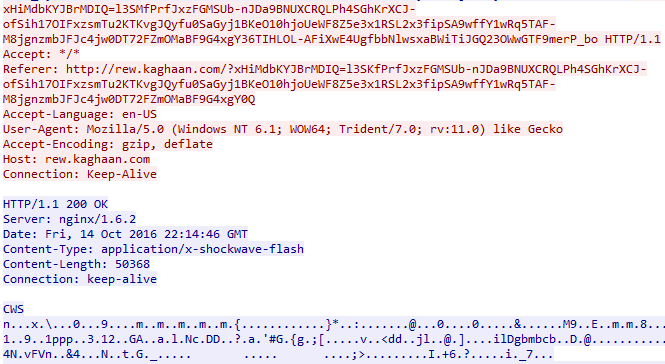 xHiMdbKYJBrMDIQ=l3SMfPrfJxzFGMSUb-nJDa9BNUXCRQLPh4SGhKrXCJ-
ofSih17OIFxzsmTu2KTKvgJQyfu0SaGyj1BKeO10hjoUeWF8Z5e3x1RSL2x3fipSA9wffY1wRq5TAF-
M8jgnzmbJFJc4jw0DT72FZmOMaBF9G4xgY36TIHLOL-AFiXwE4UgfbbNlwsxaBWiTiJGQ23OWwGTF9merP_bo HTTP/1.1
Accept: */*
Referer: http://rew.kaghaan.com/?xHiMdbKYJBrMDIQ=l3SKfPrfJxzFGMSUb-nJDa9BNUXCRQLPh4SGhKrXCJ-
ofSih17OIFxzsmTu2KTKvgJQyfu0SaGyj1BKeO10hjoUeWF8Z5e3x1RSL2x3fipSA9wffY1wRq5TAF-
M8jgnzmbJFJc4jw0DT72FZmOMaBF9G4xgY0Q
Accept-Language: en-US
User-Agent: Mozilla/5.0 (Windows NT 6.1; WOW64; Trident/7.0; rv:11.0) like Gecko
Accept-Encoding: gzip, deflate
Host: rew.kaghaan.com
Connection: Keep-Alive
HTTP/1.1 200 OK
Server: nginx/1.6.2
Date: Fri, 14 Oct 2016 22:14:46 GMT
Content-Type: application/x-shockwave-flash
Content-Length: 50368
Connection: keep-alive
CWS
n...x.\...0...9....m..m..m..m..m.{............}*..:.......@...0....0.....&......M9..E..m.m.8...
1..9..1ppp..3.12..GA..a.l.Nc.DD..?.a.'#G.{g.;[.....v..<dd..jl..@.]....ilDgbmbcb..D.@...........
4N.vFVn..&4...N..t.G._..... ..... ....;>.........I.+6.?.....i._7...